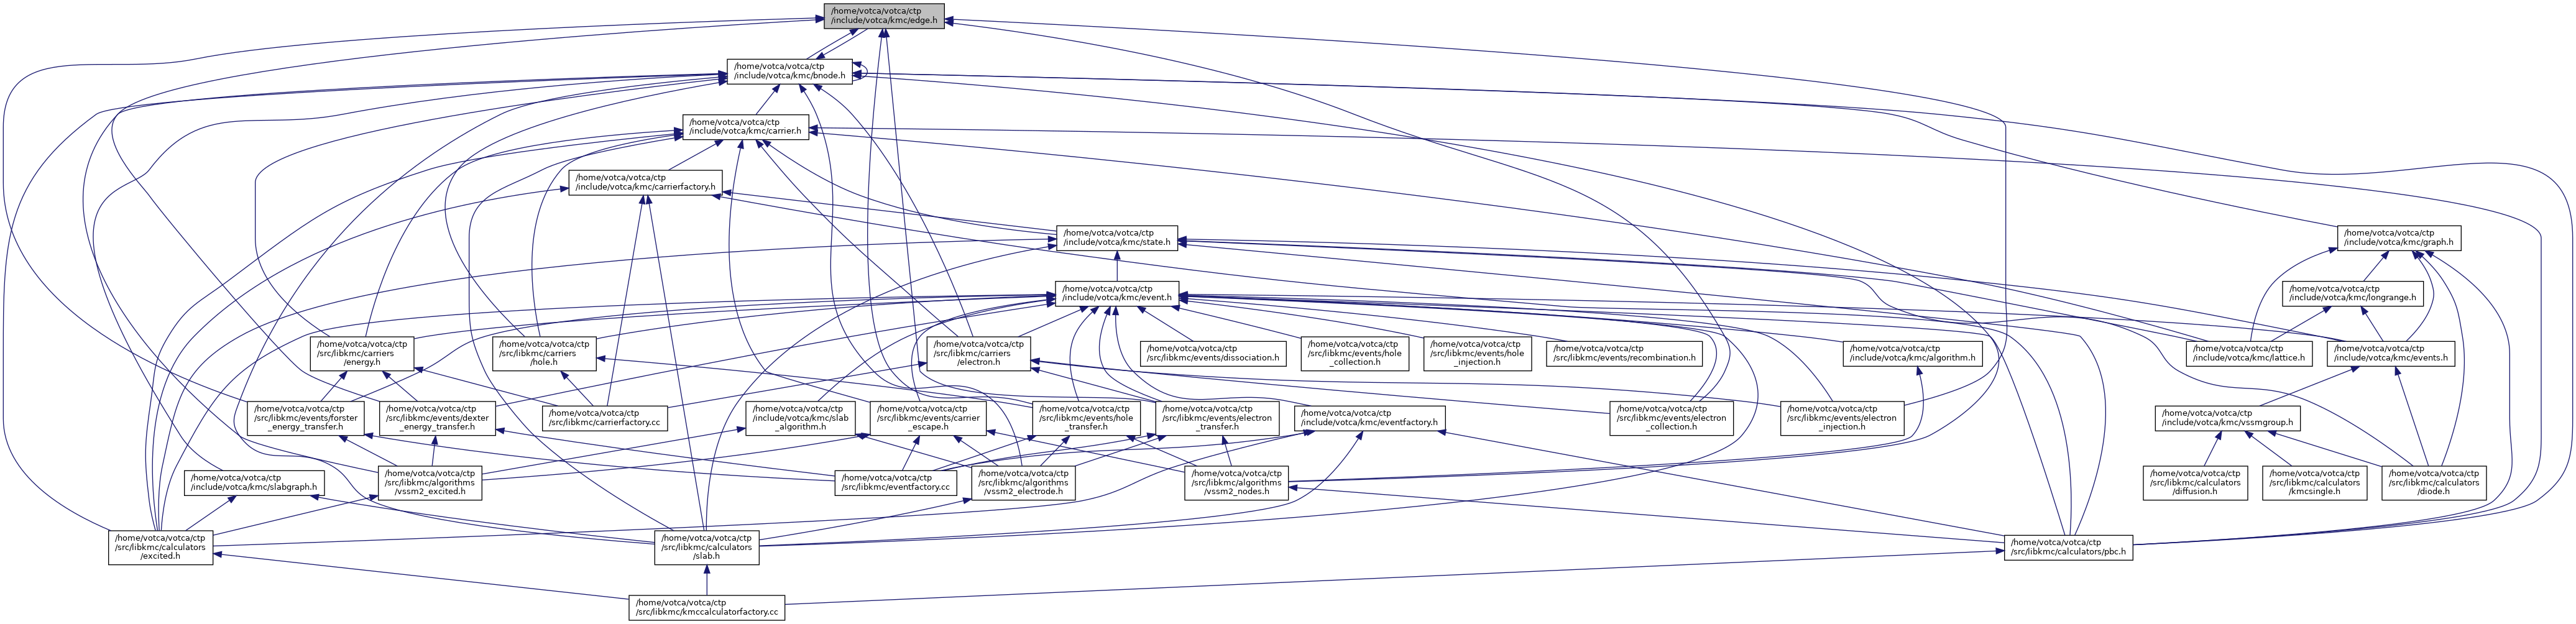 /home/votca/votca/ctp
/include/votca/kmc/edge.h
/home/votca/votca/ctp
/include/votca/kmc/bnode.h
/home/votca/votca/ctp
/include/votca/kmc/carrier.h
/home/votca/votca/ctp
/include/votca/kmc/carrierfactory.h
/home/votca/votca/ctp
/include/votca/kmc/state.h
/home/votca/votca/ctp
/include/votca/kmc/graph.h
/home/votca/votca/ctp
/include/votca/kmc/event.h
/home/votca/votca/ctp
/include/votca/kmc/longrange.h
/home/votca/votca/ctp
/src/libkmc/carriers
/energy.h
/home/votca/votca/ctp
/src/libkmc/carriers
/hole.h
/home/votca/votca/ctp
/src/libkmc/carriers
/electron.h
/home/votca/votca/ctp
/src/libkmc/events/dissociation.h
/home/votca/votca/ctp
/src/libkmc/events/hole
_collection.h
/home/votca/votca/ctp
/src/libkmc/events/hole
_injection.h
/home/votca/votca/ctp
/src/libkmc/events/recombination.h
/home/votca/votca/ctp
/include/votca/kmc/algorithm.h
/home/votca/votca/ctp
/include/votca/kmc/lattice.h
/home/votca/votca/ctp
/include/votca/kmc/events.h
/home/votca/votca/ctp
/src/libkmc/events/forster
_energy_transfer.h
/home/votca/votca/ctp
/src/libkmc/events/dexter
_energy_transfer.h
/home/votca/votca/ctp
/src/libkmc/carrierfactory.cc
/home/votca/votca/ctp
/include/votca/kmc/slab
_algorithm.h
/home/votca/votca/ctp
/src/libkmc/events/carrier
_escape.h
/home/votca/votca/ctp
/src/libkmc/events/hole
_transfer.h
/home/votca/votca/ctp
/src/libkmc/events/electron
_transfer.h
/home/votca/votca/ctp
/include/votca/kmc/eventfactory.h
/home/votca/votca/ctp
/src/libkmc/events/electron
_collection.h
/home/votca/votca/ctp
/src/libkmc/events/electron
_injection.h
/home/votca/votca/ctp
/include/votca/kmc/vssmgroup.h
/home/votca/votca/ctp
/include/votca/kmc/slabgraph.h
/home/votca/votca/ctp
/src/libkmc/algorithms
/vssm2_excited.h
/home/votca/votca/ctp
/src/libkmc/eventfactory.cc
/home/votca/votca/ctp
/src/libkmc/algorithms
/vssm2_electrode.h
/home/votca/votca/ctp
/src/libkmc/algorithms
/vssm2_nodes.h
/home/votca/votca/ctp
/src/libkmc/calculators
/diffusion.h
/home/votca/votca/ctp
/src/libkmc/calculators
/kmcsingle.h
/home/votca/votca/ctp
/src/libkmc/calculators
/diode.h
/home/votca/votca/ctp
/src/libkmc/calculators
/excited.h
/home/votca/votca/ctp
/src/libkmc/calculators
/slab.h
/home/votca/votca/ctp
/src/libkmc/calculators/pbc.h
/home/votca/votca/ctp
/src/libkmc/kmccalculatorfactory.cc